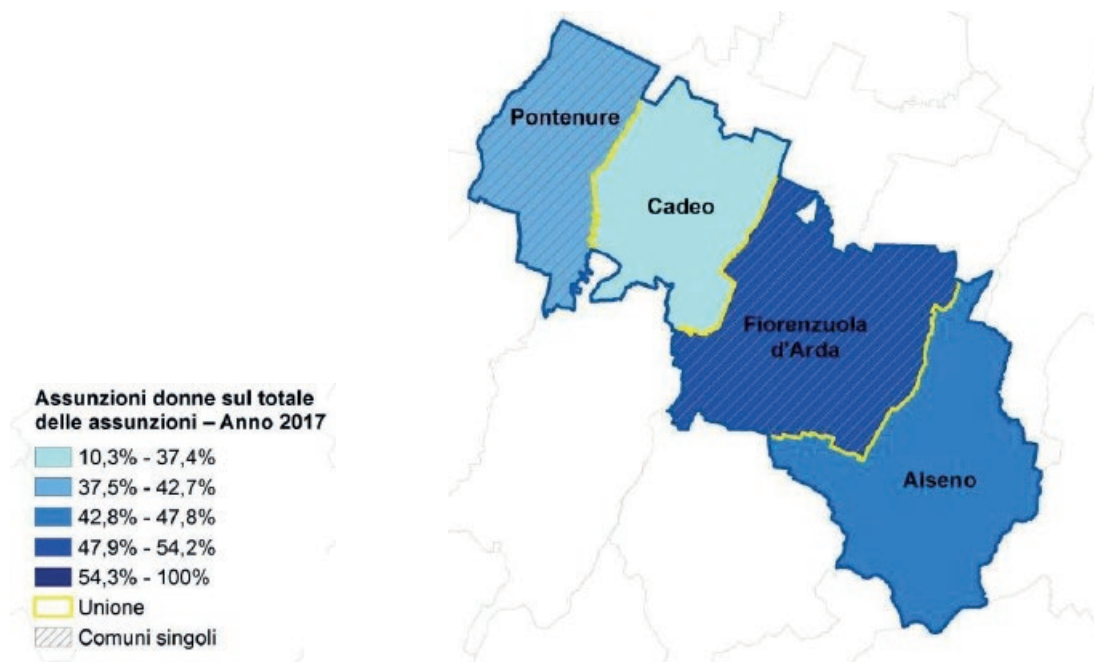 Pontenure
Cadeo
Fiorenzuola
d'Arda
Alseno
Assunzioni donne sul totale
delle assunzioni – Anno 2017
10,3% - 37,4%
37,5% - 42,7%
42,8% - 47,8%
47,9% - 54,2%
54,3% - 100%
Unione
Comuni singoli